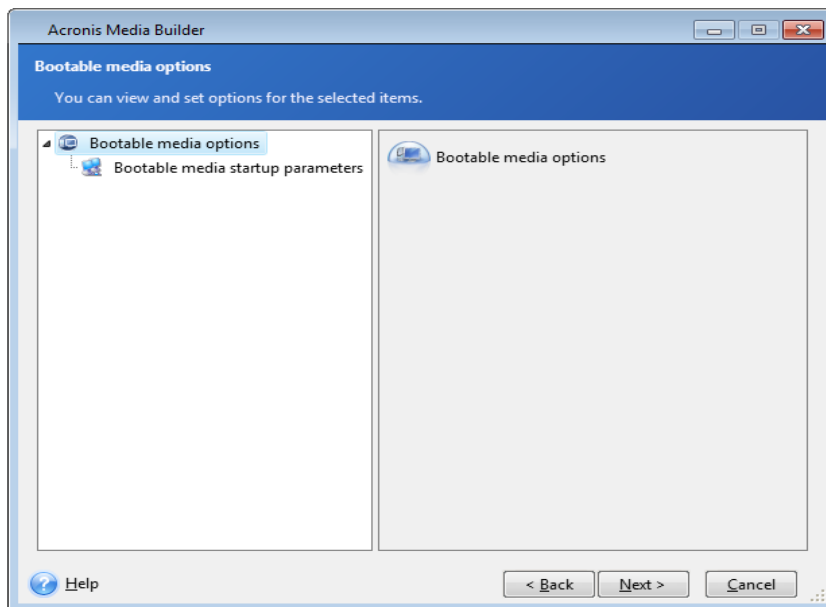 Acronis Media Builder
Bootable media options
You can view and set options for the selected items.
Bootable media options
Bootable media startup parameters
Bootable media options
Help
< Back
Next >
Cancel